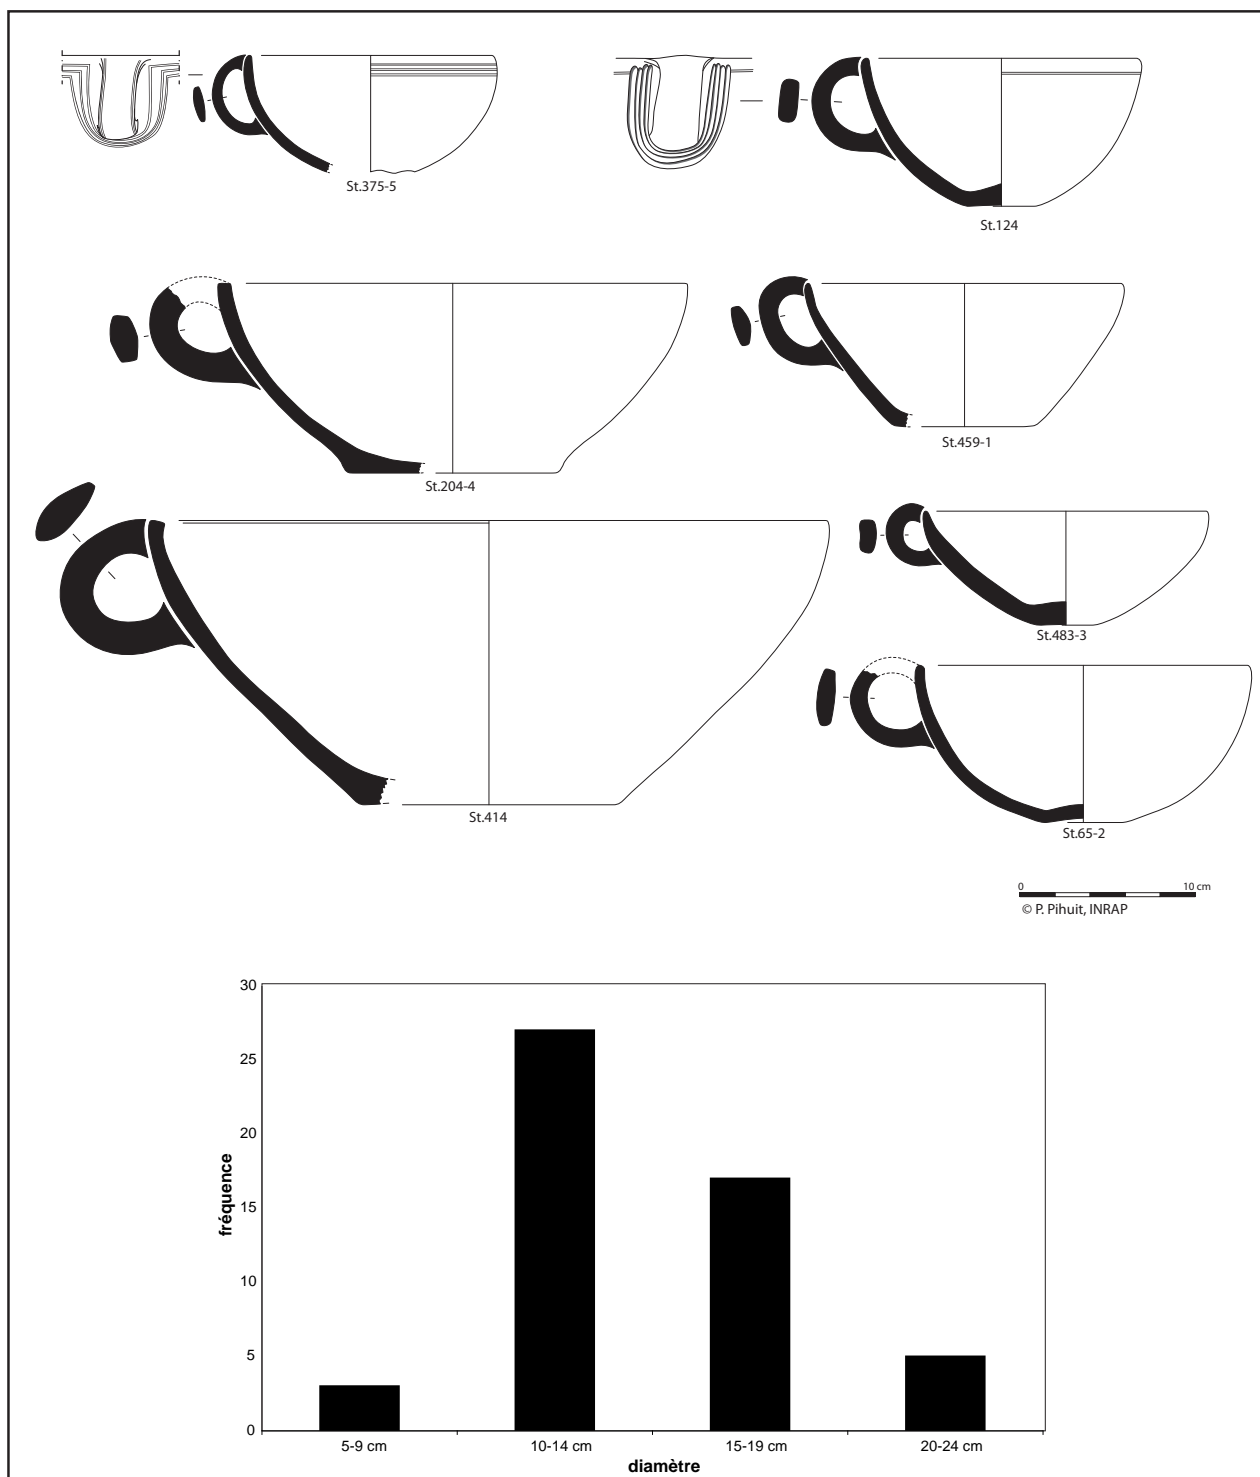 St.375-5
St.124
St.204-4
St.459-1
St.414
St.483-3
St.65-2
0 10 cm
© P. Pihuit, INRAP
30
25
20
15
10
5
0
fréquence
5-9 cm 10-14 cm 15-19 cm 20-24 cm
diamètre